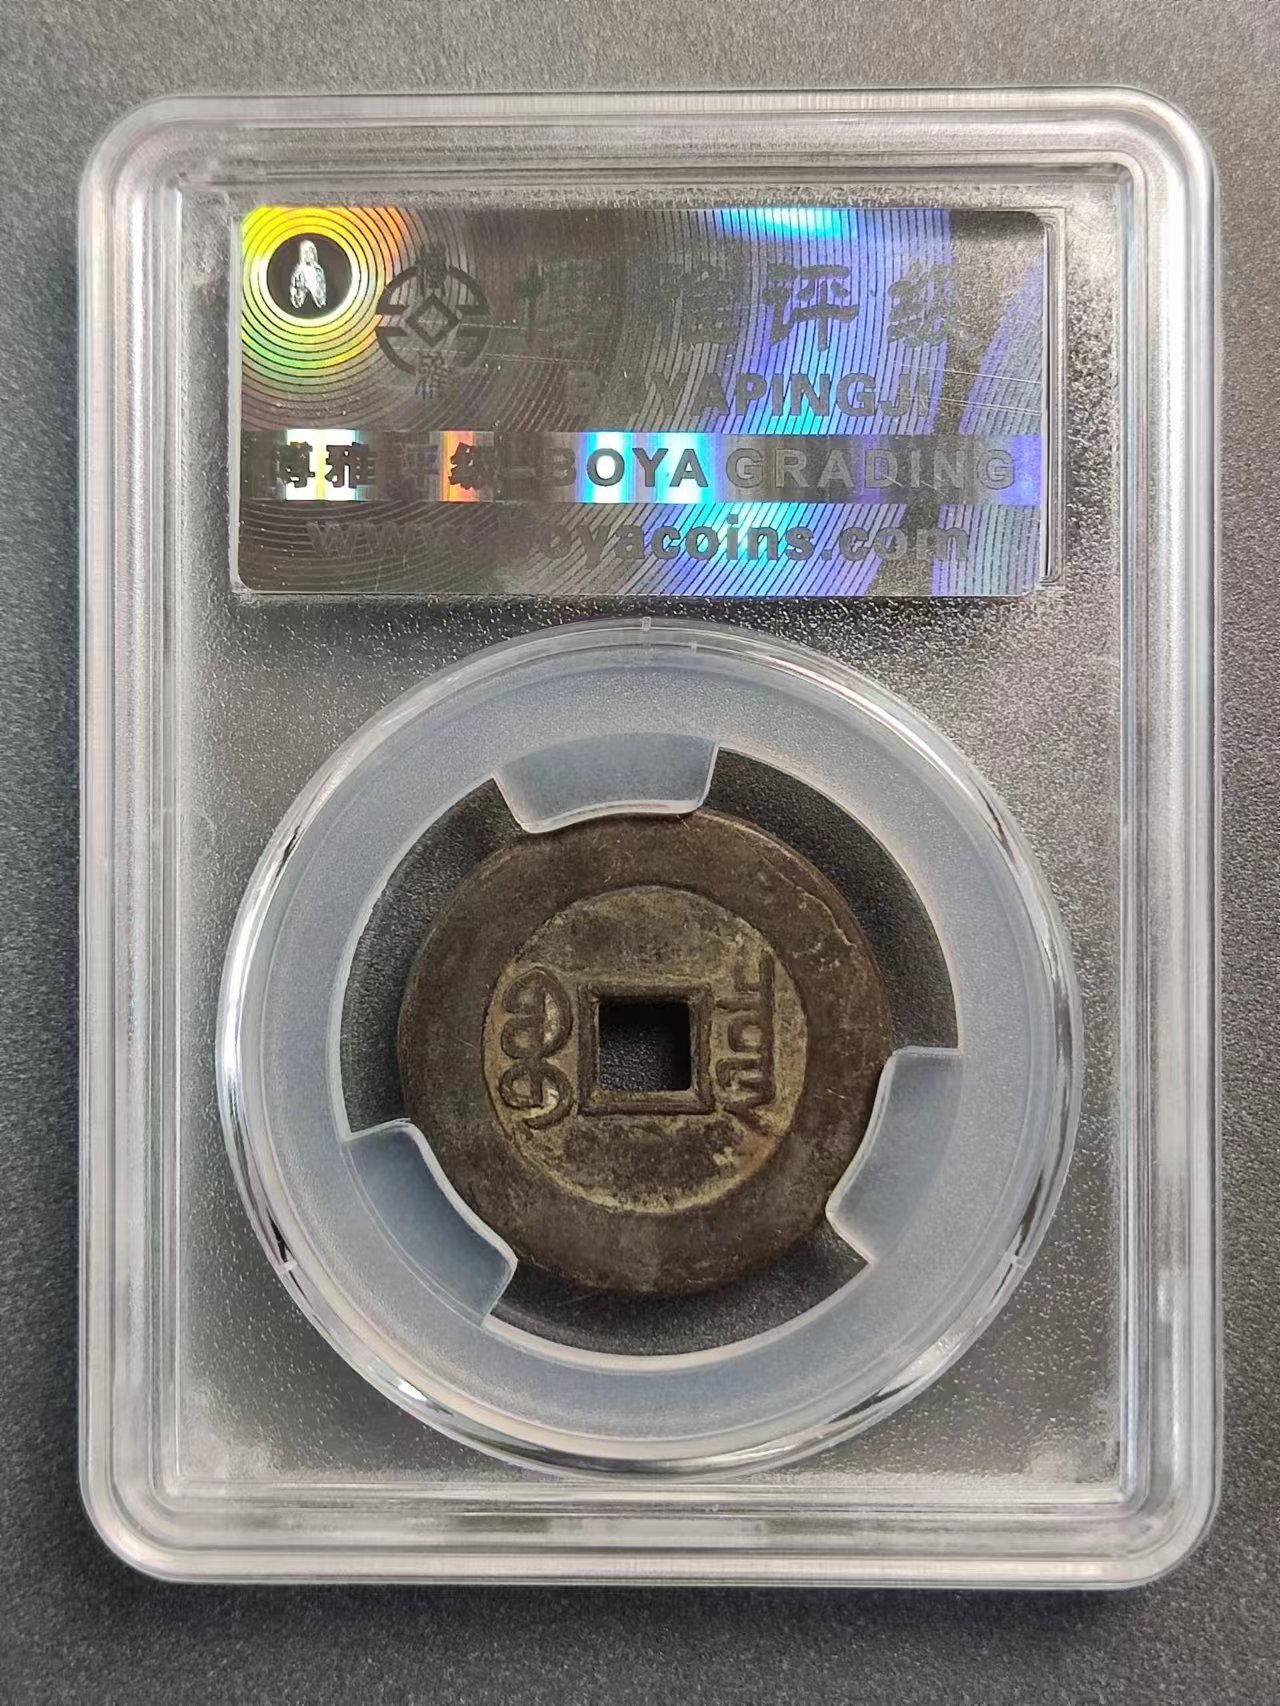 博雅评级
BOYAPINGJI
博雅评级-BOYA GRADING
www.boyacoins.com